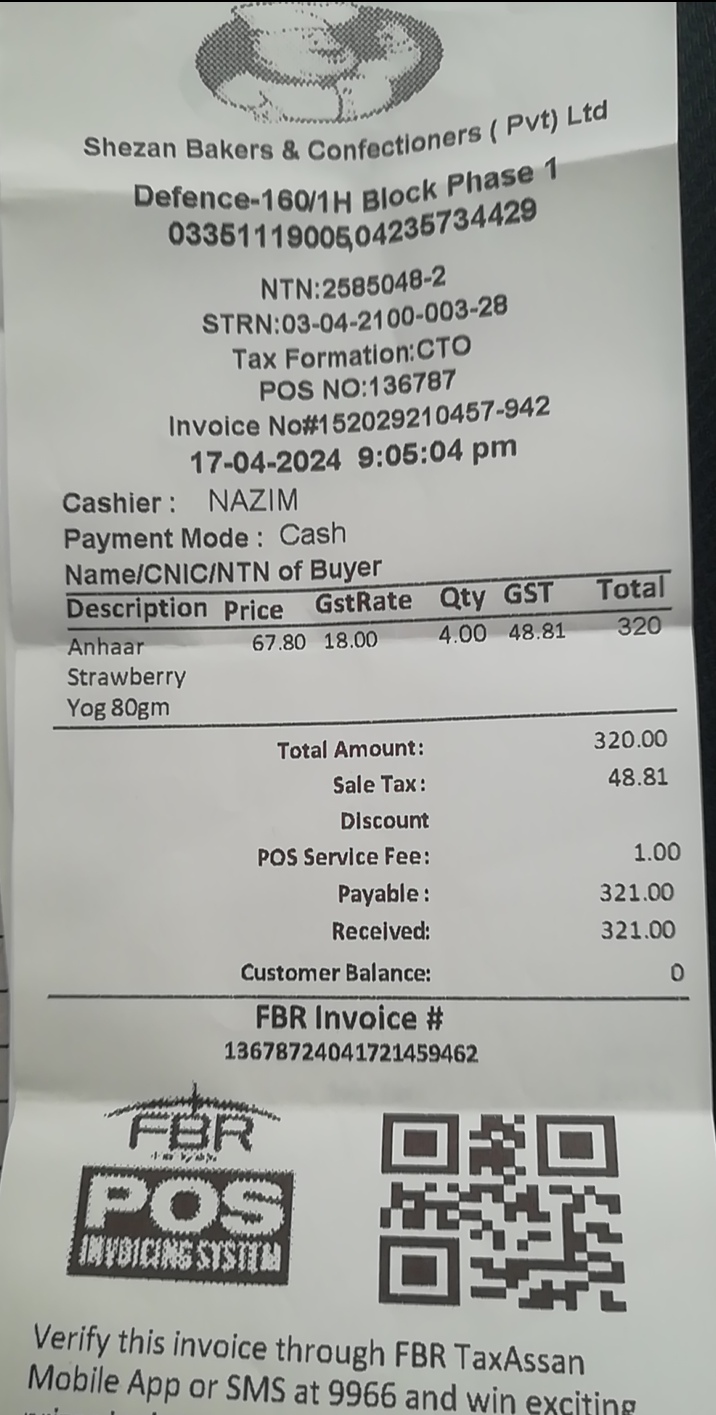 Shezan Bakers & Confectioners ( Pvt) Ltd
Defence-160/1H Block Phase 1
03351119005,04235734429
NTN:2585048-2
STRN:03-04-2100-003-28
Tax Formation:CTO
POS NO:136787
Invoice No#152029210457-942
17-04-2024 9:05:04 pm
Cashier : NAZIM
Payment Mode : Cash
Name/CNIC/NTN of Buyer
Description Price GstRate Qty GST Total
Anhaar 67.80 18.00 4.00 48.81 320
Strawberry
Yog 80gm
Total Amount: 320.00
Sale Tax: 48.81
Discount
POS Service Fee: 1.00
Payable : 321.00
Received: 321.00
Customer Balance: 0
FBR Invoice #
13678724041721459462
FBR
POS
INVOICING SYSTEM
Verify this invoice through FBR TaxAssan
Mobile App or SMS at 9966 and win exciting